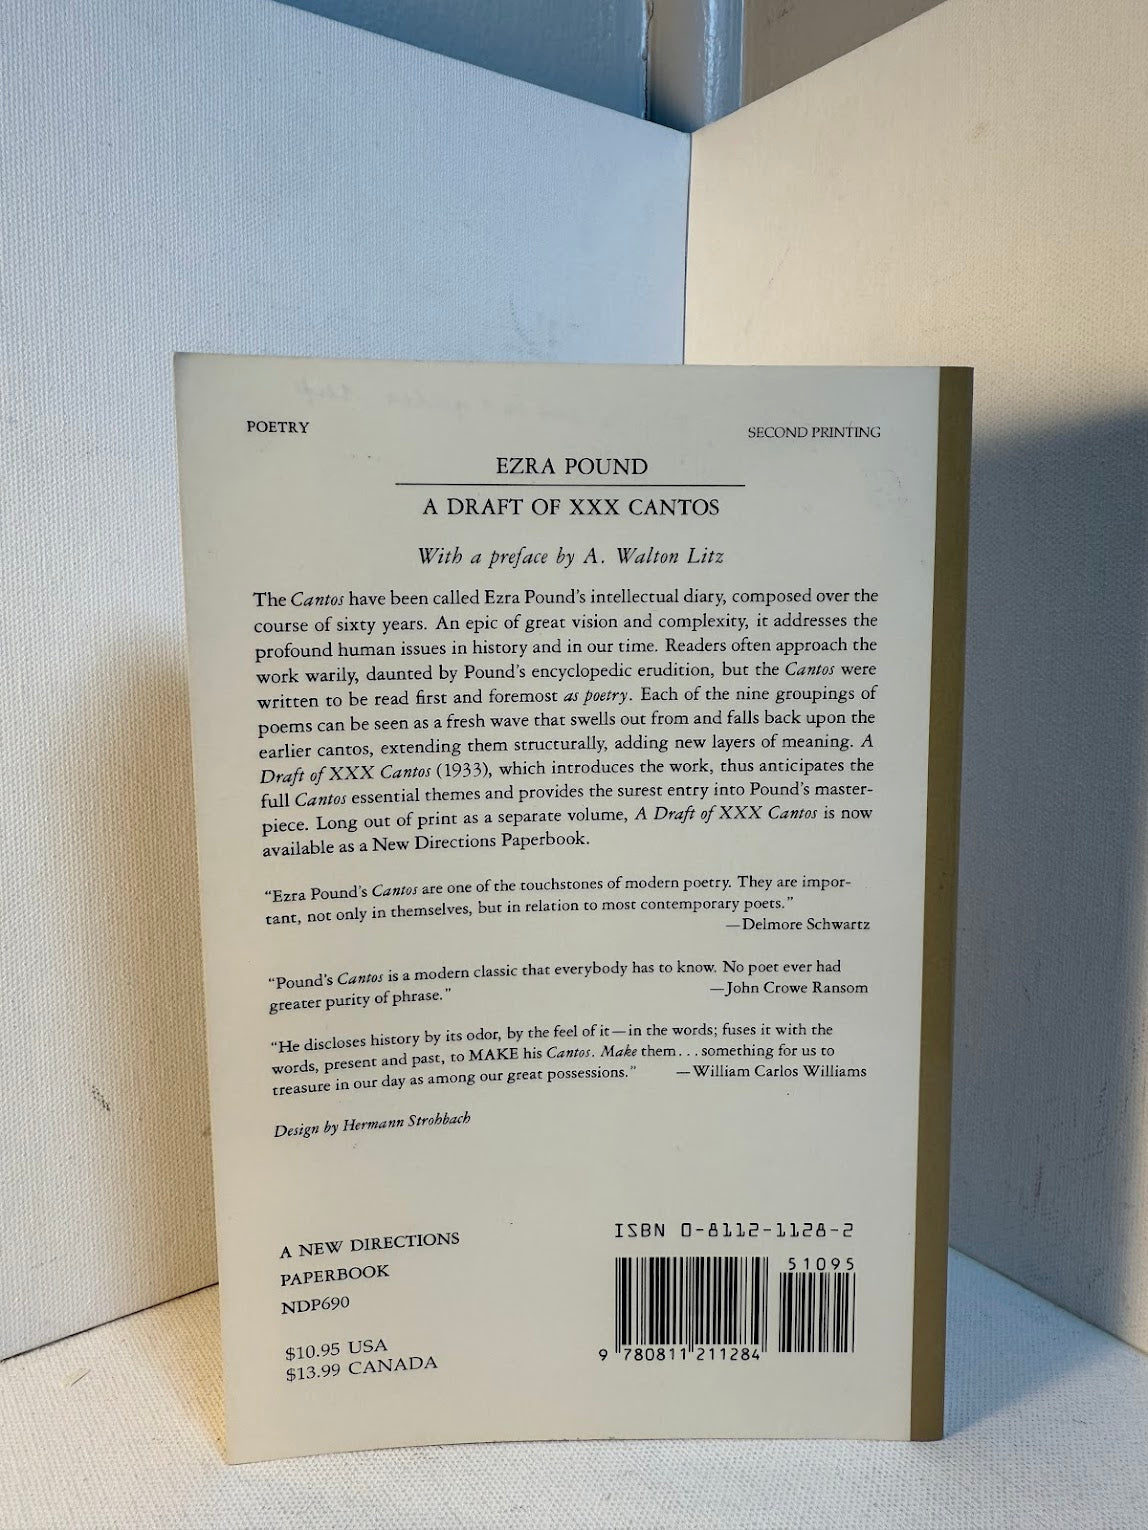 POETRY
SECOND PRINTING
EZRA POUND
A DRAFT OF XXX CANTOS
With a preface by A. Walton Litz
The Cantos have been called Ezra Pound's intellectual diary, composed over the
course of sixty years. An epic of great vision and complexity, it addresses the
profound human issues in history and in our time. Readers often approach the
work warily, daunted by Pound's encyclopedic erudition, but the Cantos were
written to be read first and foremost as poetry. Each of the nine groupings of
poems can be seen as a fresh wave that swells out from and falls back upon the
earlier cantos, extending them structurally, adding new layers of meaning. A
Draft of XXX Cantos (1933), which introduces the work, thus anticipates the
full Cantos essential themes and provides the surest entry into Pound's master-
piece. Long out of print as a separate volume, A Draft of XXX Cantos is now
available as a New Directions Paperbook.
"Ezra Pound's Cantos are one of the touchstones of modern poetry. They are impor-
tant, not only in themselves, but in relation to most contemporary poets."
—Delmore Schwartz
"Pound's Cantos is a modern classic that everybody has to know. No poet ever had
greater purity of phrase." —John Crowe Ransom
"He discloses history by its odor, by the feel of it—in the words; fuses it with the
words, present and past, to MAKE his Cantos. Make them . . . something for us to
treasure in our day as among our great possessions." —William Carlos Williams
Design by Hermann Strohbach
A NEW DIRECTIONS
PAPERBOOK
NDP690
$10.95 USA
$13.99 CANADA
ISBN 0-8112-1128-2
51095
9 780811 211284